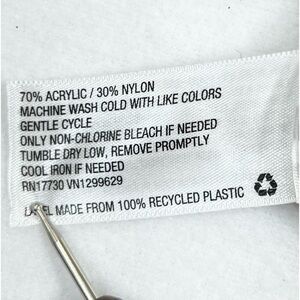 70% ACRYLIC / 30% NYLON
MACHINE WASH COLD WITH LIKE COLORS
GENTLE CYCLE
ONLY NON-CHLORINE BLEACH IF NEEDED
TUMBLE DRY LOW, REMOVE PROMPTLY
COOL IRON IF NEEDED
RN17730 VN1299629
LABEL MADE FROM 100% RECYCLED PLASTIC